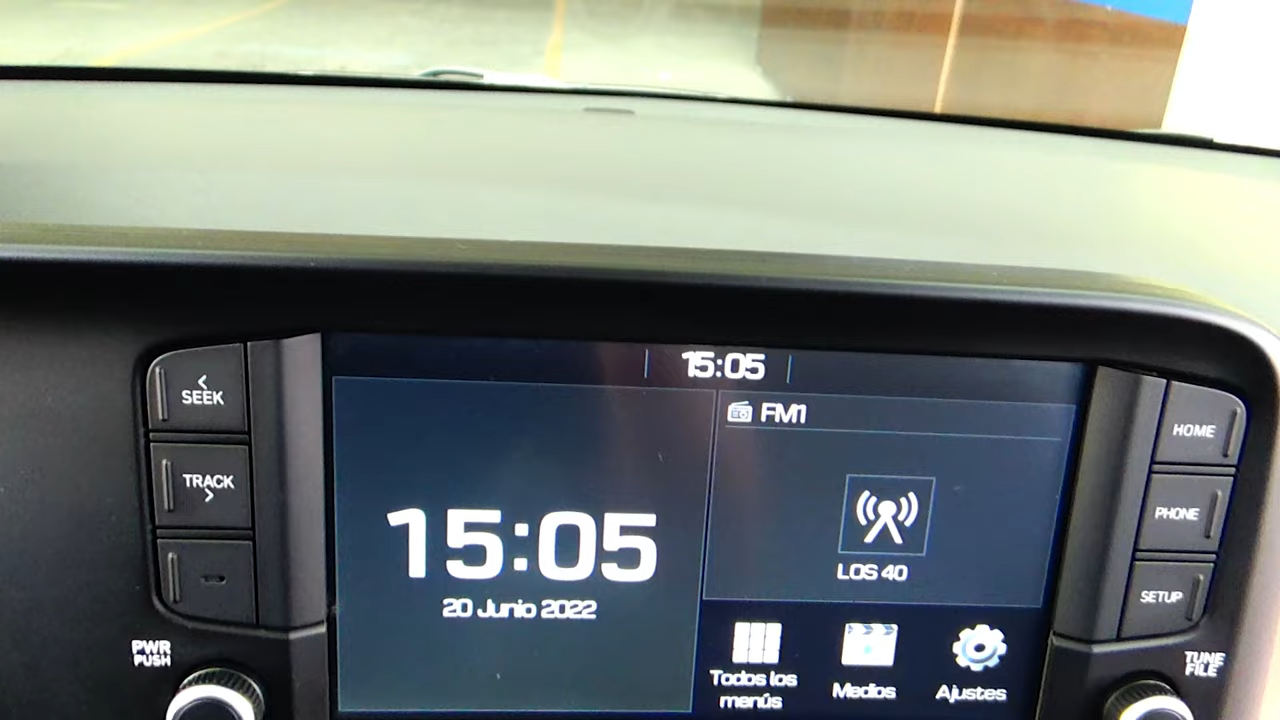 15:05
SEEK
TRACK
PWR
PUSH
15:05
20 Junio 2022
FM1
LOS 40
Todos los
menús
Medios
Ajustes
HOME
PHONE
SETUP
TUNE
FILE